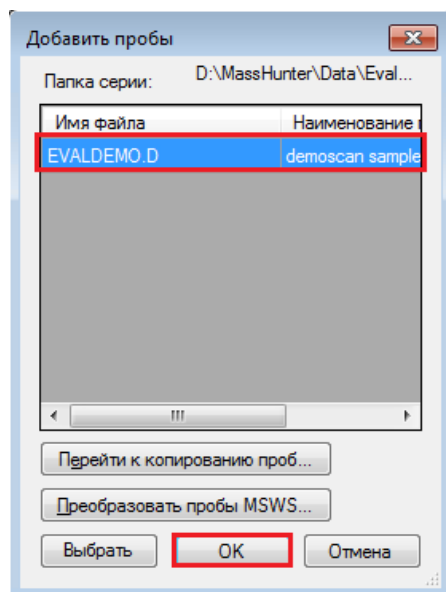 Добавить пробы
Папка серии: D:\MassHunter\Data\Eval...
Имя файла Наименование
EVALDEMO.D demoscan sample
Перейти к копированию проб...
Преобразовать пробы MSWS...
Выбрать OK Отмена